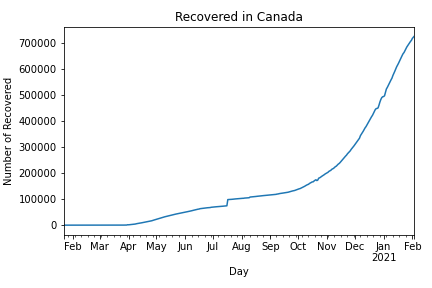 Recovered in Canada
Number of Recovered
700000
600000
500000
400000
300000
200000
100000
0
Feb Mar Apr May Jun Jul Aug Sep Oct Nov Dec Jan Feb
2021
Day